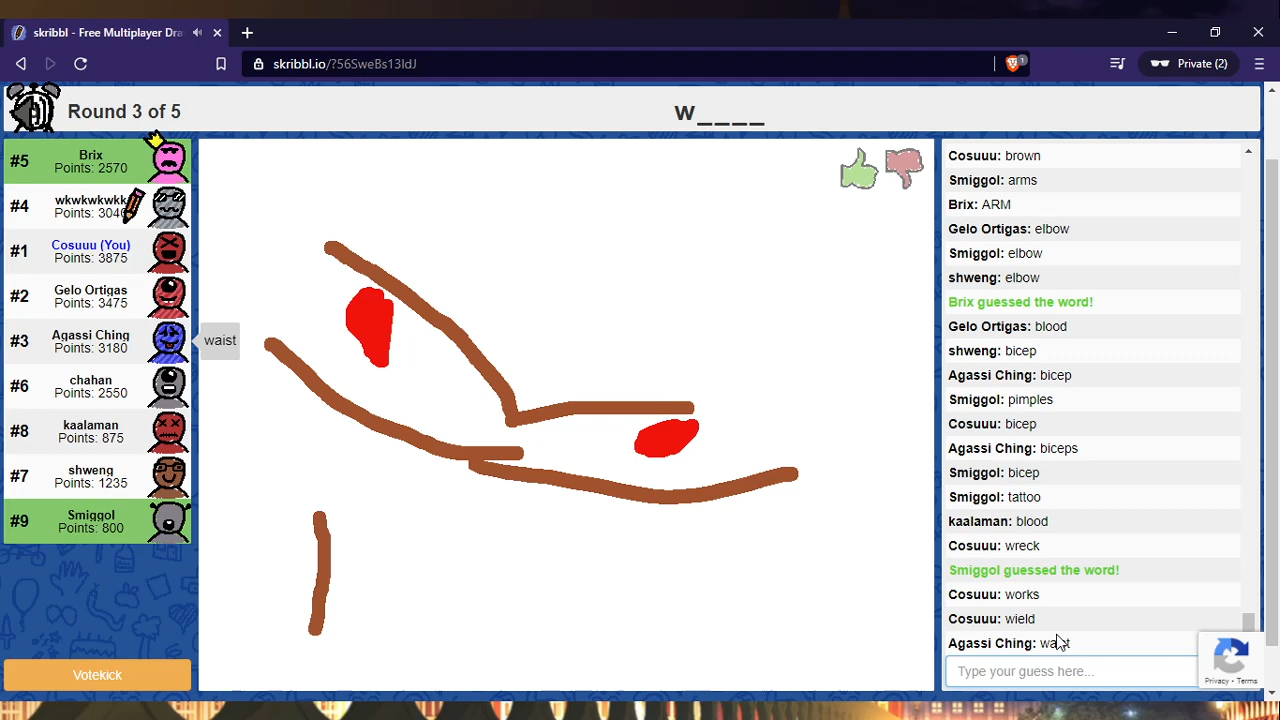 skribbl - Free Multiplayer Dra
skribbl.io/?56SweBs13IdJ
1
Private (2)
Round 3 of 5
W____
#5 Brix
Points: 2570
#4 wkwkwkwkk
Points: 3046
#1 Cosuuu (You)
Points: 3875
#2 Gelo Ortigas
Points: 3475
#3 Agassi Ching
Points: 3180
waist
#6 chahan
Points: 2550
#8 kaalaman
Points: 875
#7 shweng
Points: 1235
#9 Smiggol
Points: 800
Votekick
Cosuuu: brown
Smiggol: arms
Brix: ARM
Gelo Ortigas: elbow
Smiggol: elbow
shweng: elbow
Brix guessed the word!
Gelo Ortigas: blood
shweng: bicep
Agassi Ching: bicep
Smiggol: pimples
Cosuuu: bicep
Agassi Ching: biceps
Smiggol: bicep
Smiggol: tattoo
kaalaman: blood
Cosuuu: wreck
Smiggol guessed the word!
Cosuuu: works
Cosuuu: wield
Agassi Ching: waist
Type your guess here...
Privacy - Terms